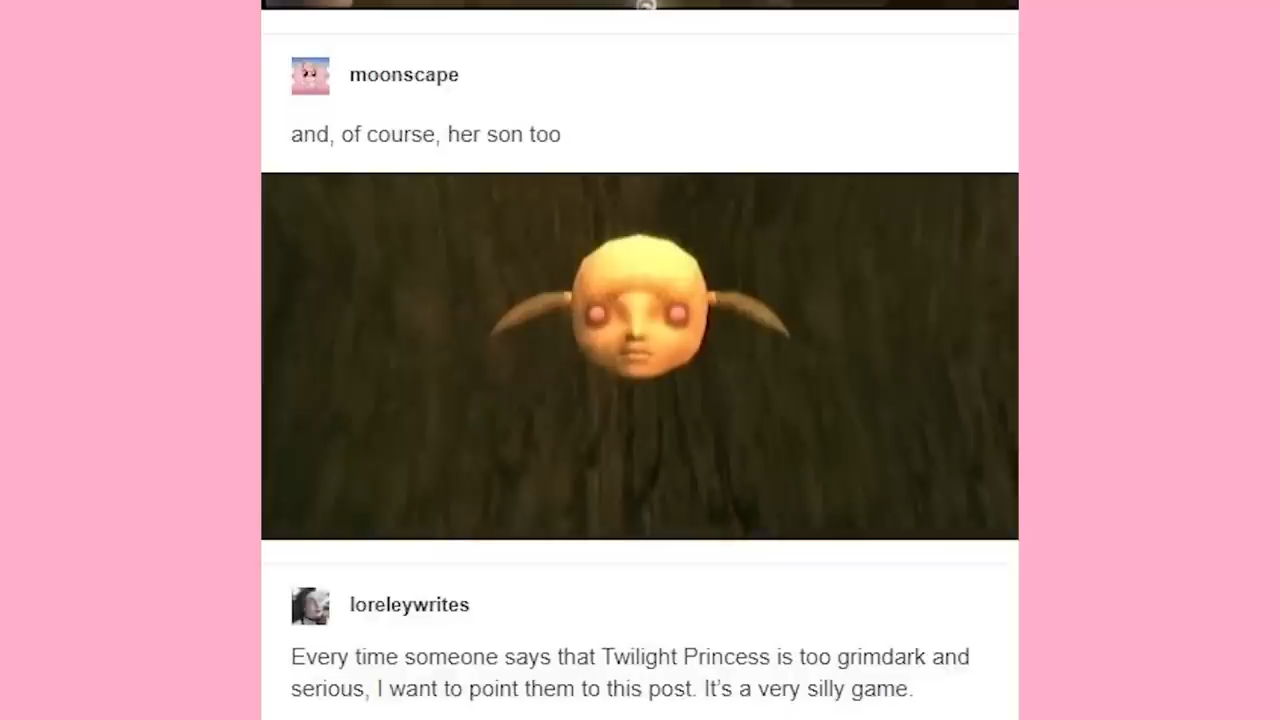 moonscape
and, of course, her son too
loreleywrites
Every time someone says that Twilight Princess is too grimdark and
serious, I want to point them to this post. It’s a very silly game.